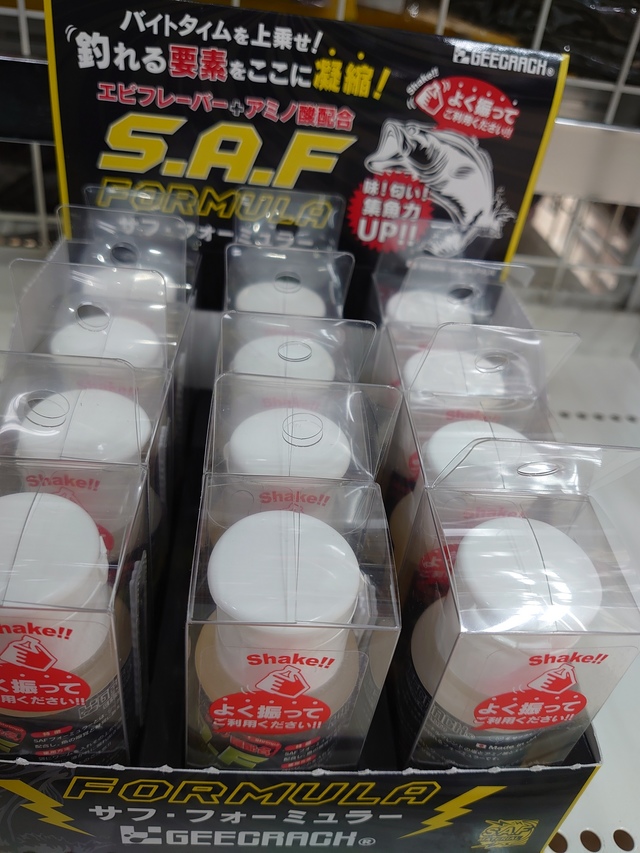 バイトタイムを上乗せ!
釣れる要素をここに凝縮!
GEECRACH®
エビフレーバー+アミノ酸配合
Shake!!
よく振って
ご利用ください!!
S.A.F
FORMULA
サフ・フォーミュラー
味!匂い!
集魚力
UP!!
Shake!!
Shake!!
Shake!!
よく振って
ご利用ください!!
Shake!!
よく振って
ご利用ください!!
Shake!!
よく振って
ご利用ください!!
FORMULA
サフ・フォーミュラー
GEECRACH®
SAF